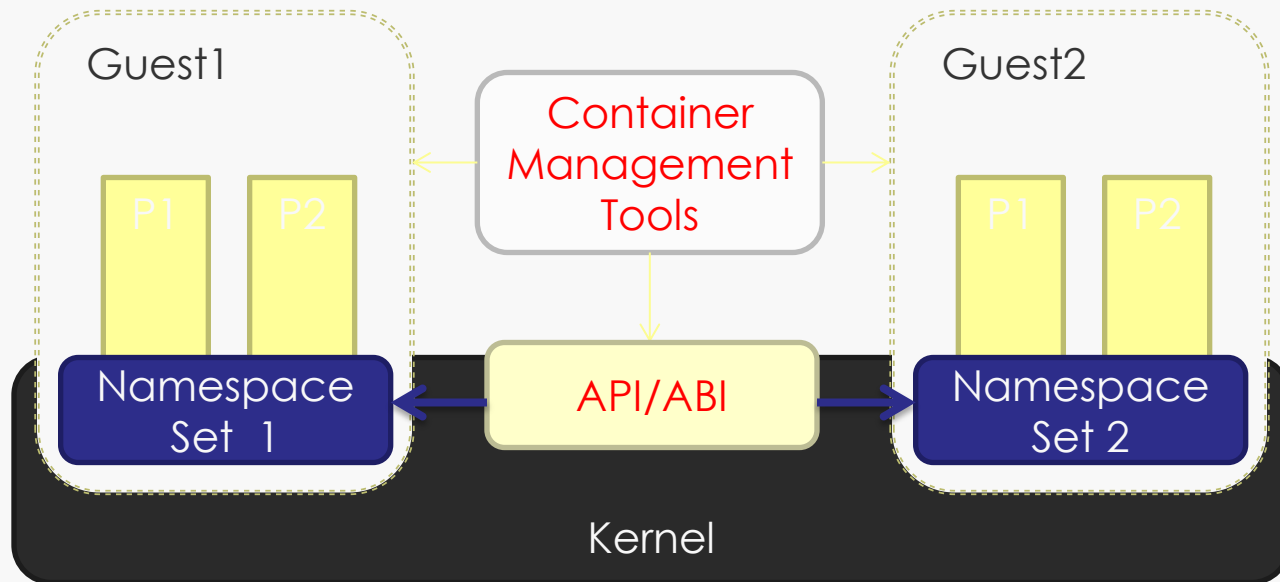 Guest1
Guest2
Container
Management
Tools
P1
P2
P1
P2
Namespace
Set 1
API/ABI
Namespace
Set 2
Kernel